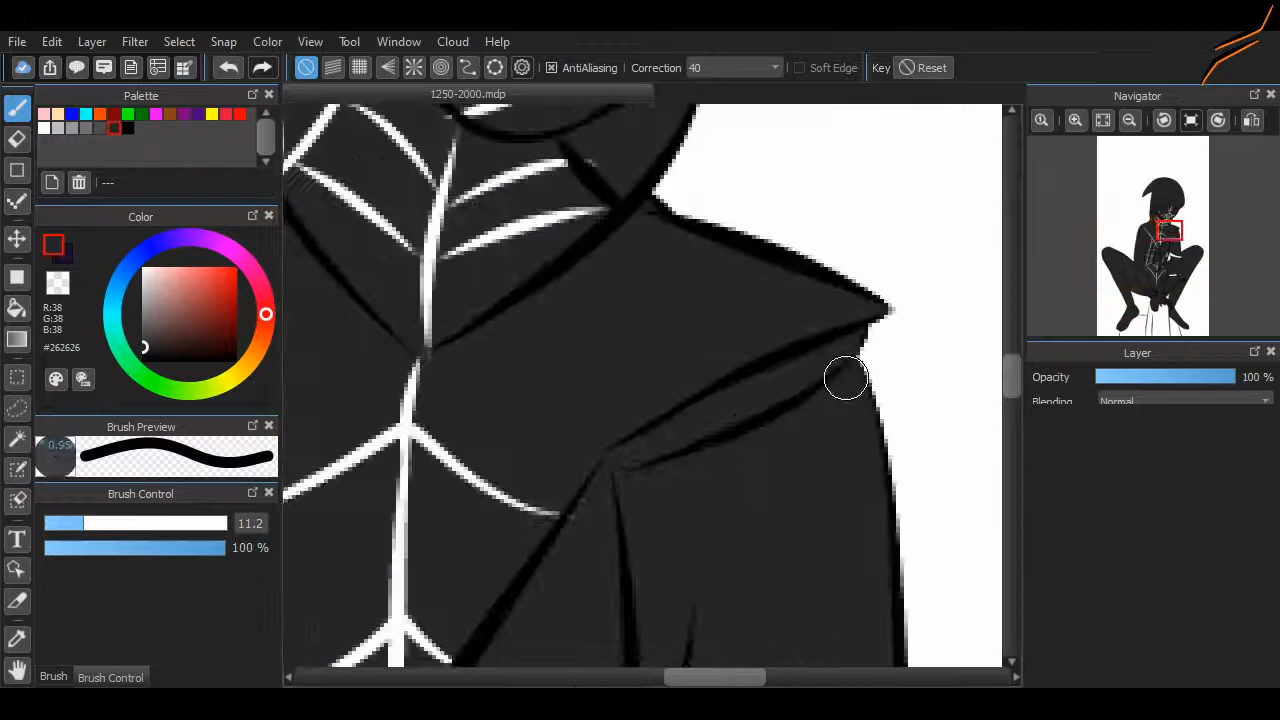 File Edit Layer Filter Select Snap Color View Tool Window Cloud Help
AntiAliasing Correction 40 Soft Edge Key Reset
Palette
1250-2000.mdp
Navigator
---
Color
R:38
G:38
B:38
#262626
Layer
Opacity 100 %
Blending Normal
Brush Preview
0.95
Brush Control
11.2
100 %
T
Brush Brush Control